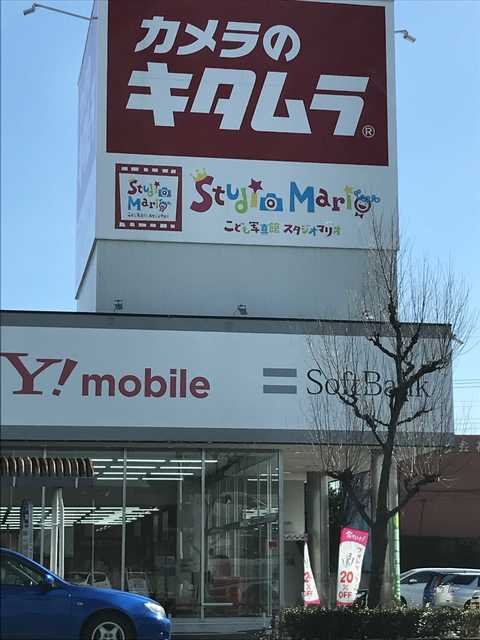 カメラの
キタムラ®
Studio Mario
こども写真館 スタジオマリオ
Studio
Mario
Y!mobile
SoftBank
20%
OFF